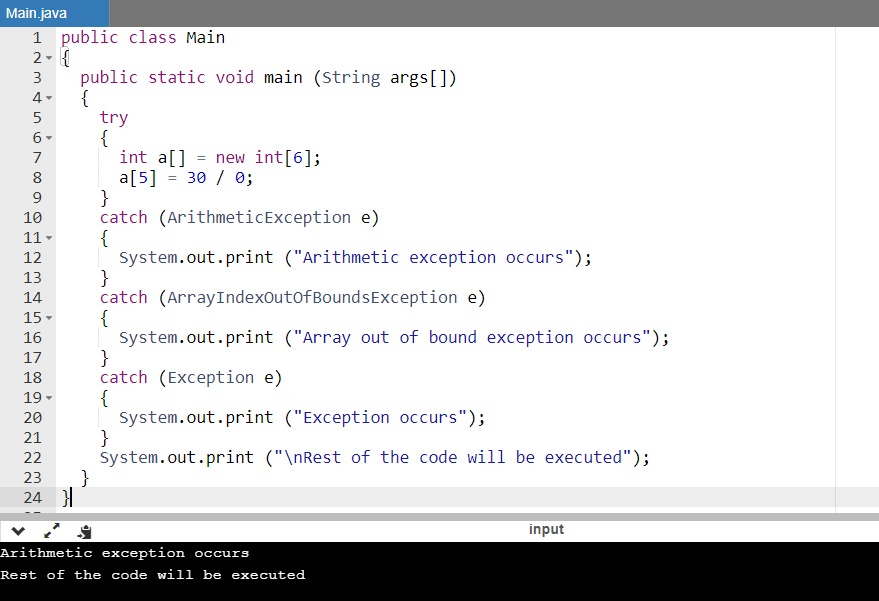 Main.java
1 public class Main
2 {
3 public static void main (String args[])
4 {
5 try
6 {
7 int a[] = new int[6];
8 a[5] = 30 / 0;
9 }
10 catch (ArithmeticException e)
11 {
12 System.out.print ("Arithmetic exception occurs");
13 }
14 catch (ArrayIndexOutOfBoundsException e)
15 {
16 System.out.print ("Array out of bound exception occurs");
17 }
18 catch (Exception e)
19 {
20 System.out.print ("Exception occurs");
21 }
22 System.out.print ("\nRest of the code will be executed");
23 }
24 }
input
Arithmetic exception occurs
Rest of the code will be executed